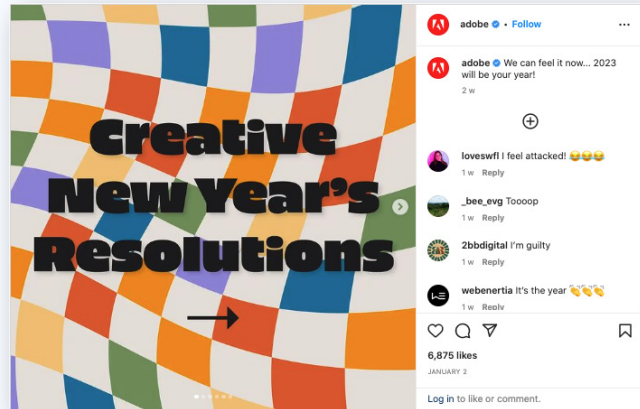 Creative
New Year's
Resolutions
adobe • Follow
adobe We can feel it now... 2023
will be your year!
2 w
loveswfl I feel attacked! 😂😂😂
1 w Reply
_bee_evg Toooop
1 w Reply
2bbdigital I'm guilty
1 w Reply
webenertia It's the year 👏👏👏
1 w Reply
6,875 likes
JANUARY 2
Log in to like or comment.